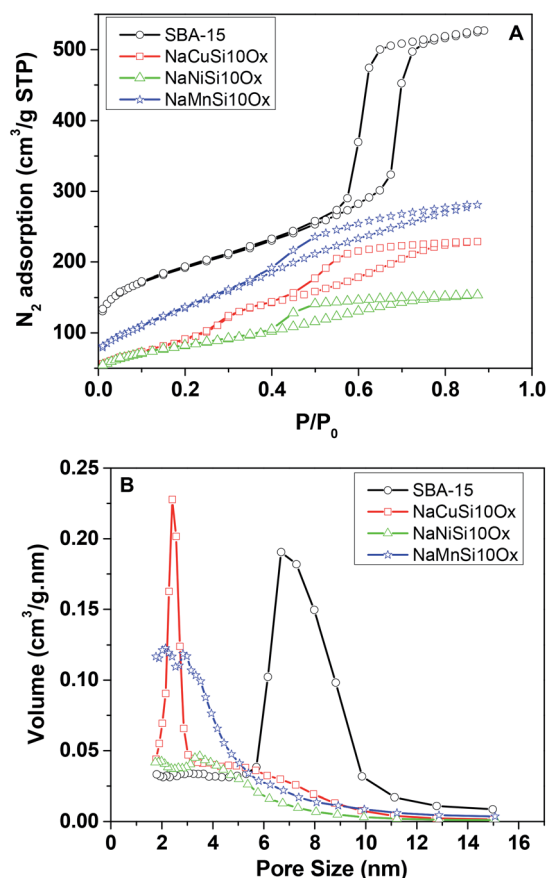 A
SBA-15
NaCuSi10Ox
NaNiSi10Ox
NaMnSi10Ox
N₂ adsorption (cm³/g STP)
500
400
300
200
100
0.0 0.2 0.4 0.6 0.8 1.0
P/P₀
B
SBA-15
NaCuSi10Ox
NaNiSi10Ox
NaMnSi10Ox
Volume (cm³/g.nm)
0.25
0.20
0.15
0.10
0.05
0.00
0 2 4 6 8 10 12 14 16
Pore Size (nm)